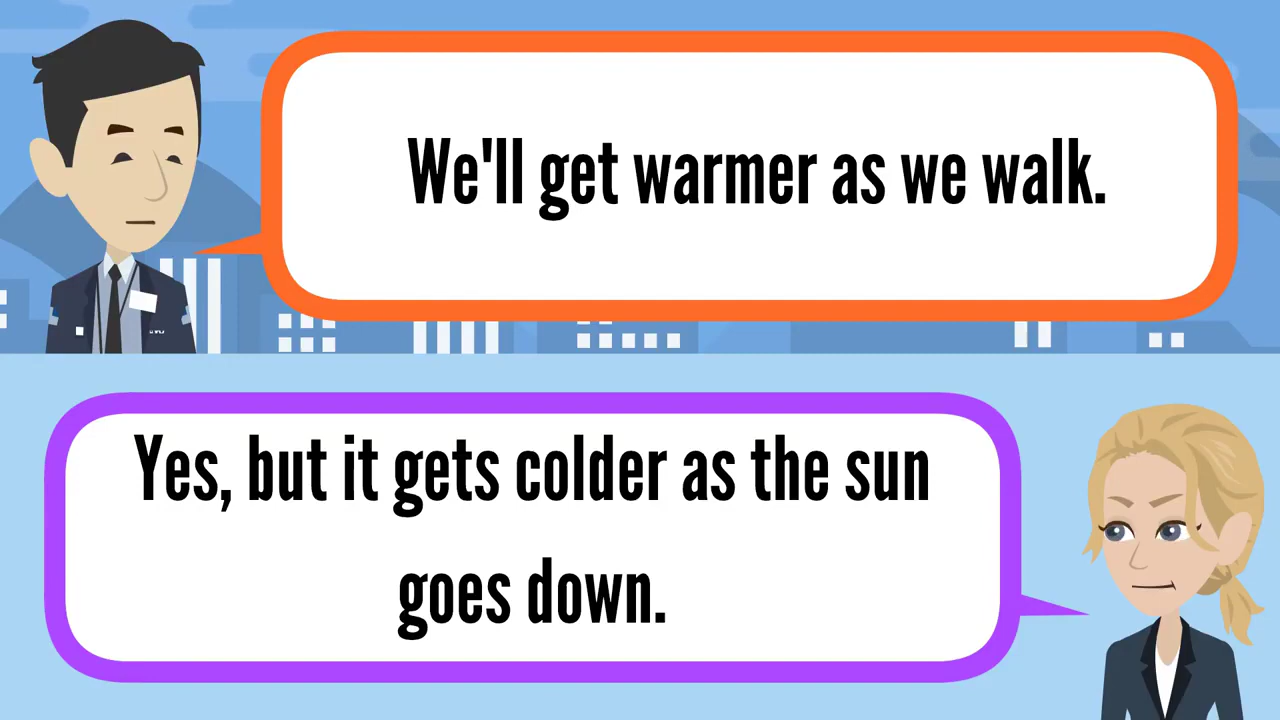 We'll get warmer as we walk.
Yes, but it gets colder as the sun
goes down.